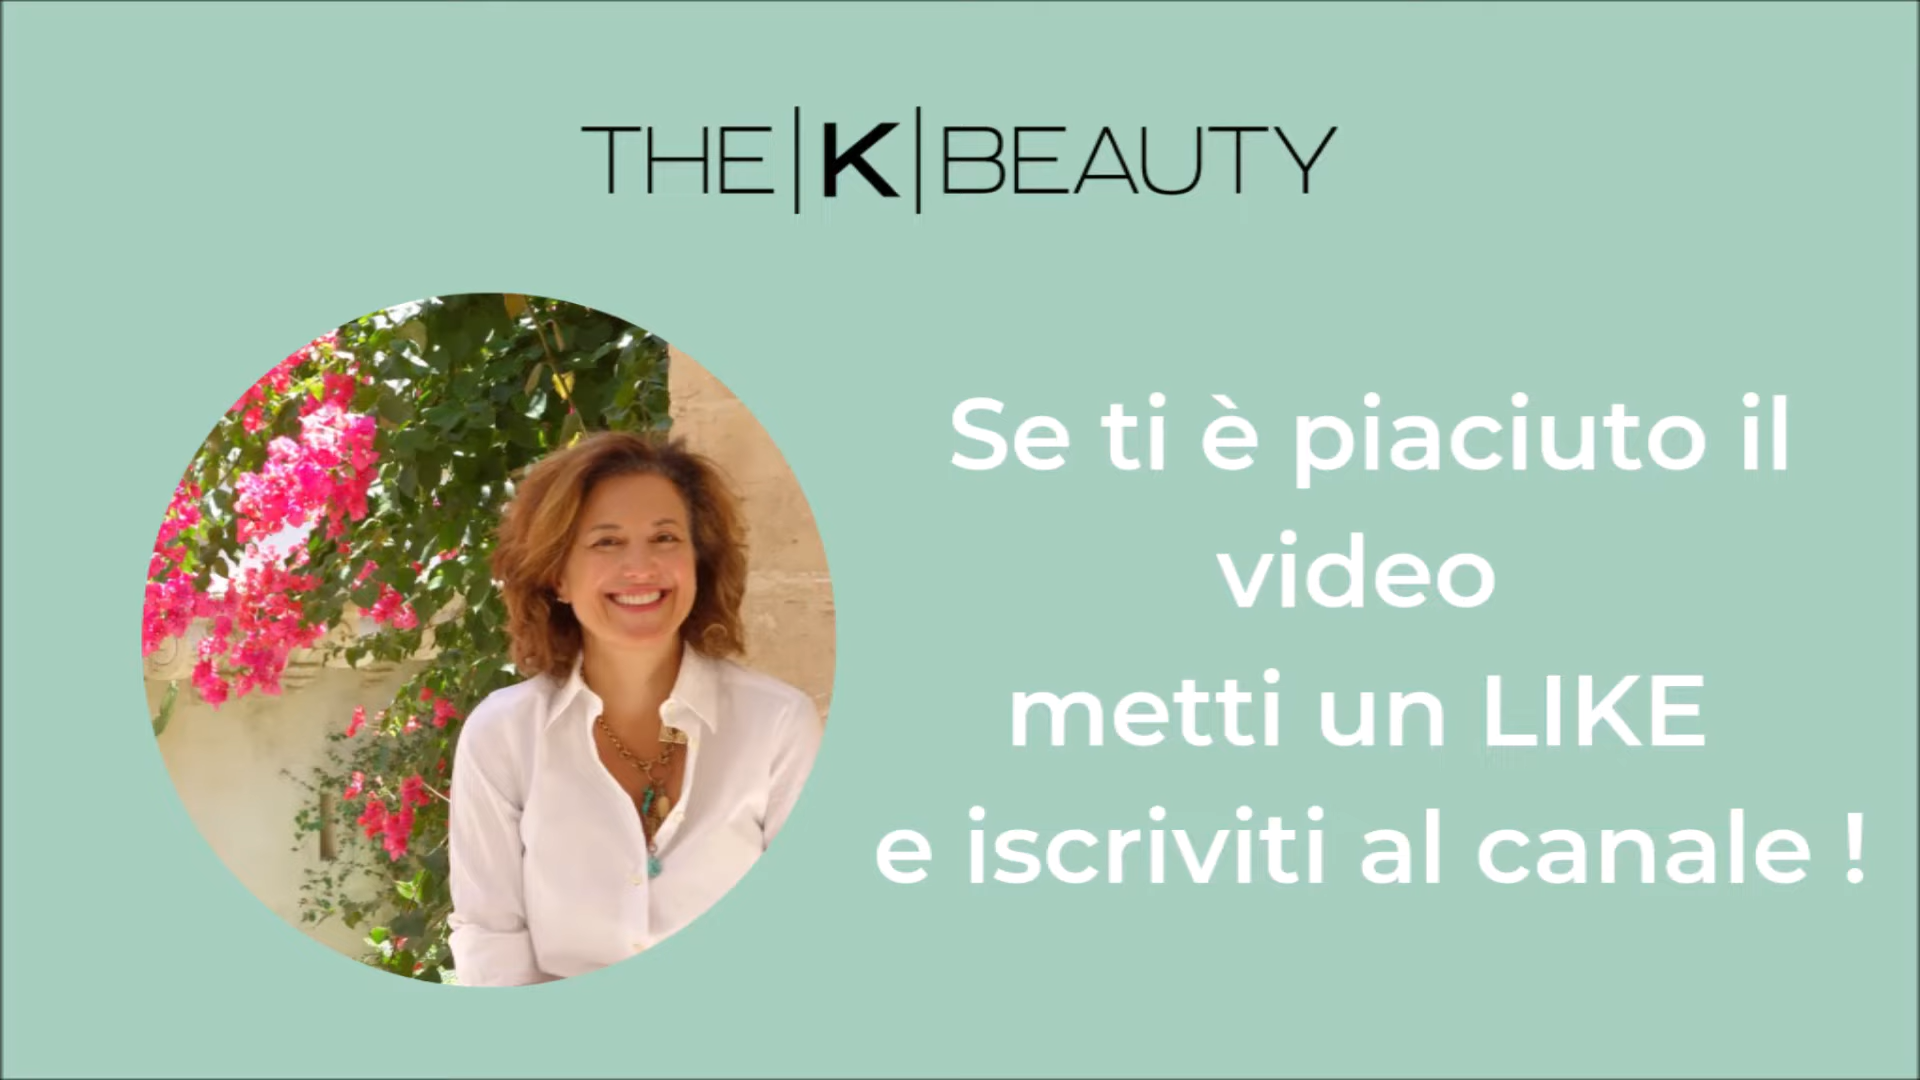 THE|K|BEAUTY
Se ti è piaciuto il
video
metti un LIKE
e iscriviti al canale !